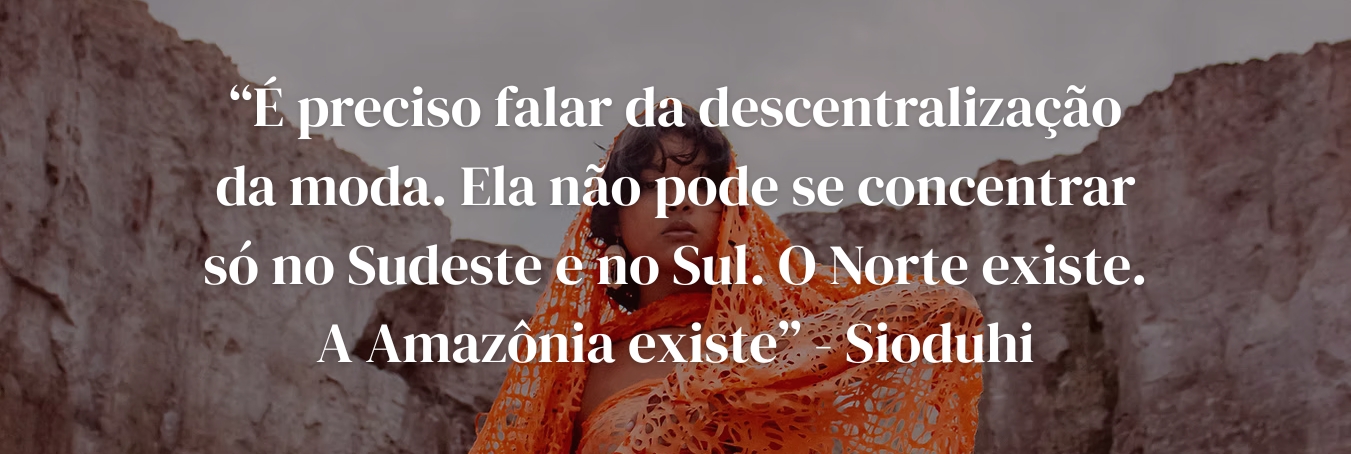 “É preciso falar da descentralização
da moda. Ela não pode se concentrar
só no Sudeste e no Sul. O Norte existe.
A Amazônia existe” - Sioduhi